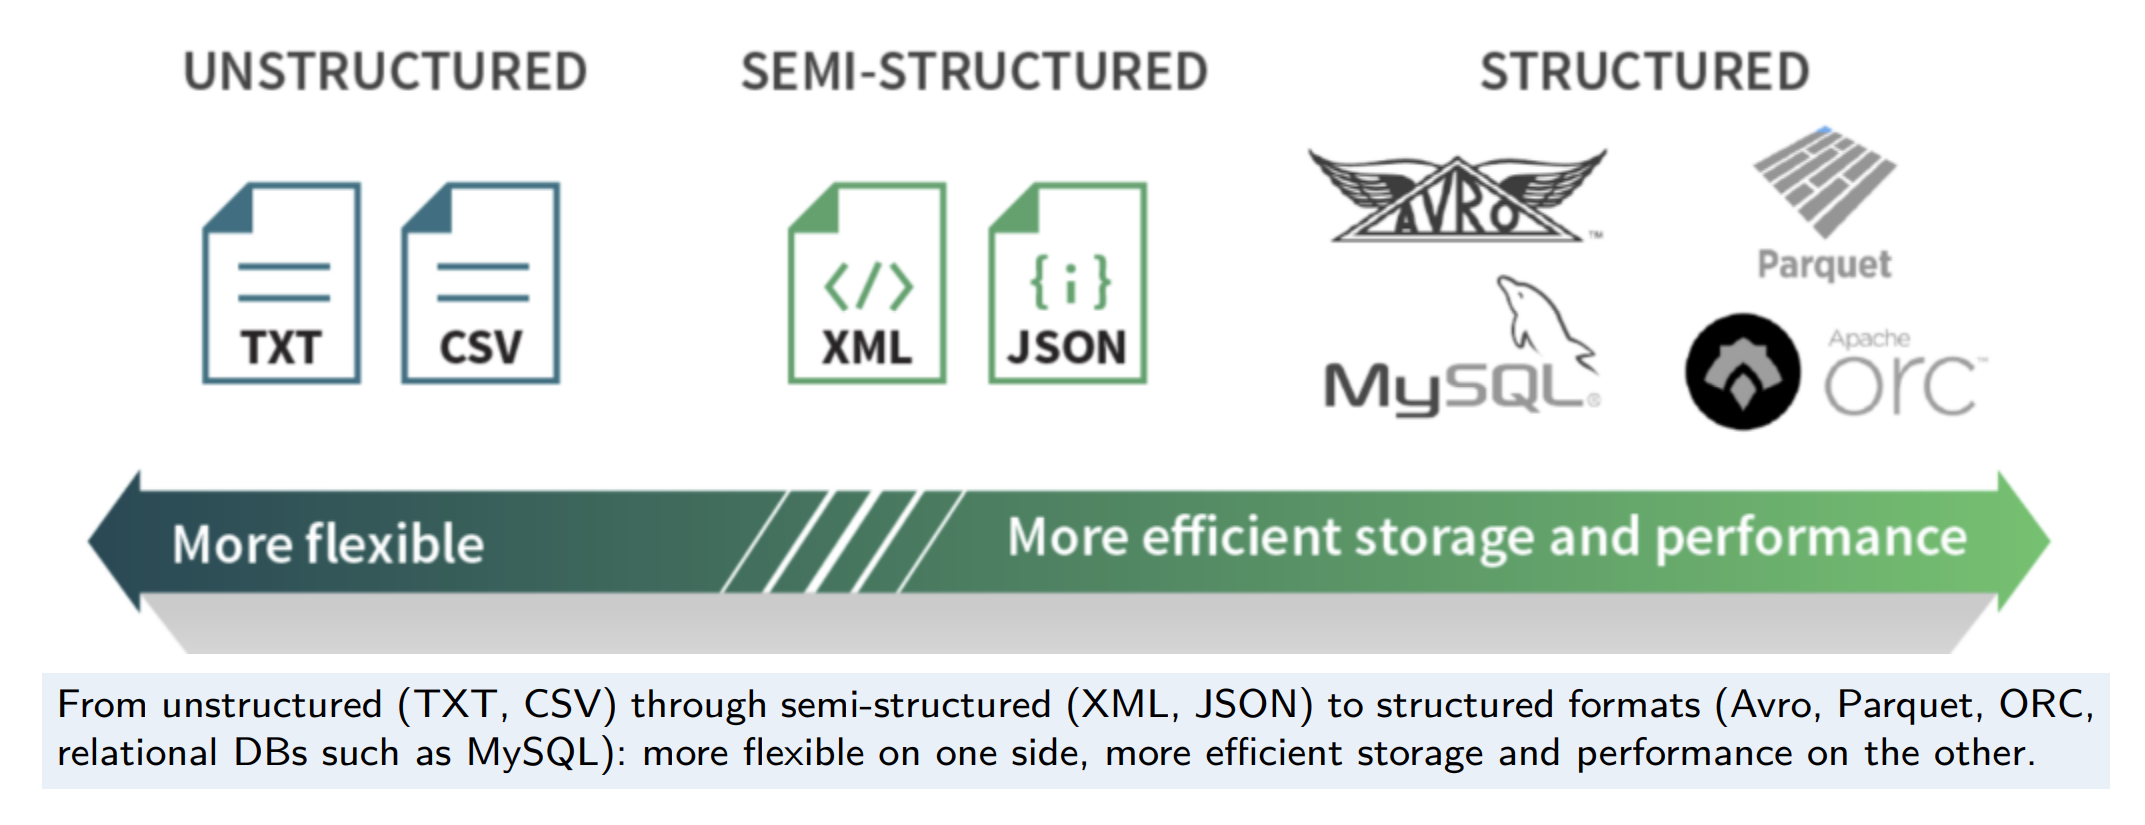 UNSTRUCTURED
SEMI-STRUCTURED
STRUCTURED
TXT
CSV
</>
XML
{i}
JSON
AVRO™
Parquet
MySQL®
Apache
orc™
More flexible
More efficient storage and performance
From unstructured (TXT, CSV) through semi-structured (XML, JSON) to structured formats (Avro, Parquet, ORC,
relational DBs such as MySQL): more flexible on one side, more efficient storage and performance on the other.